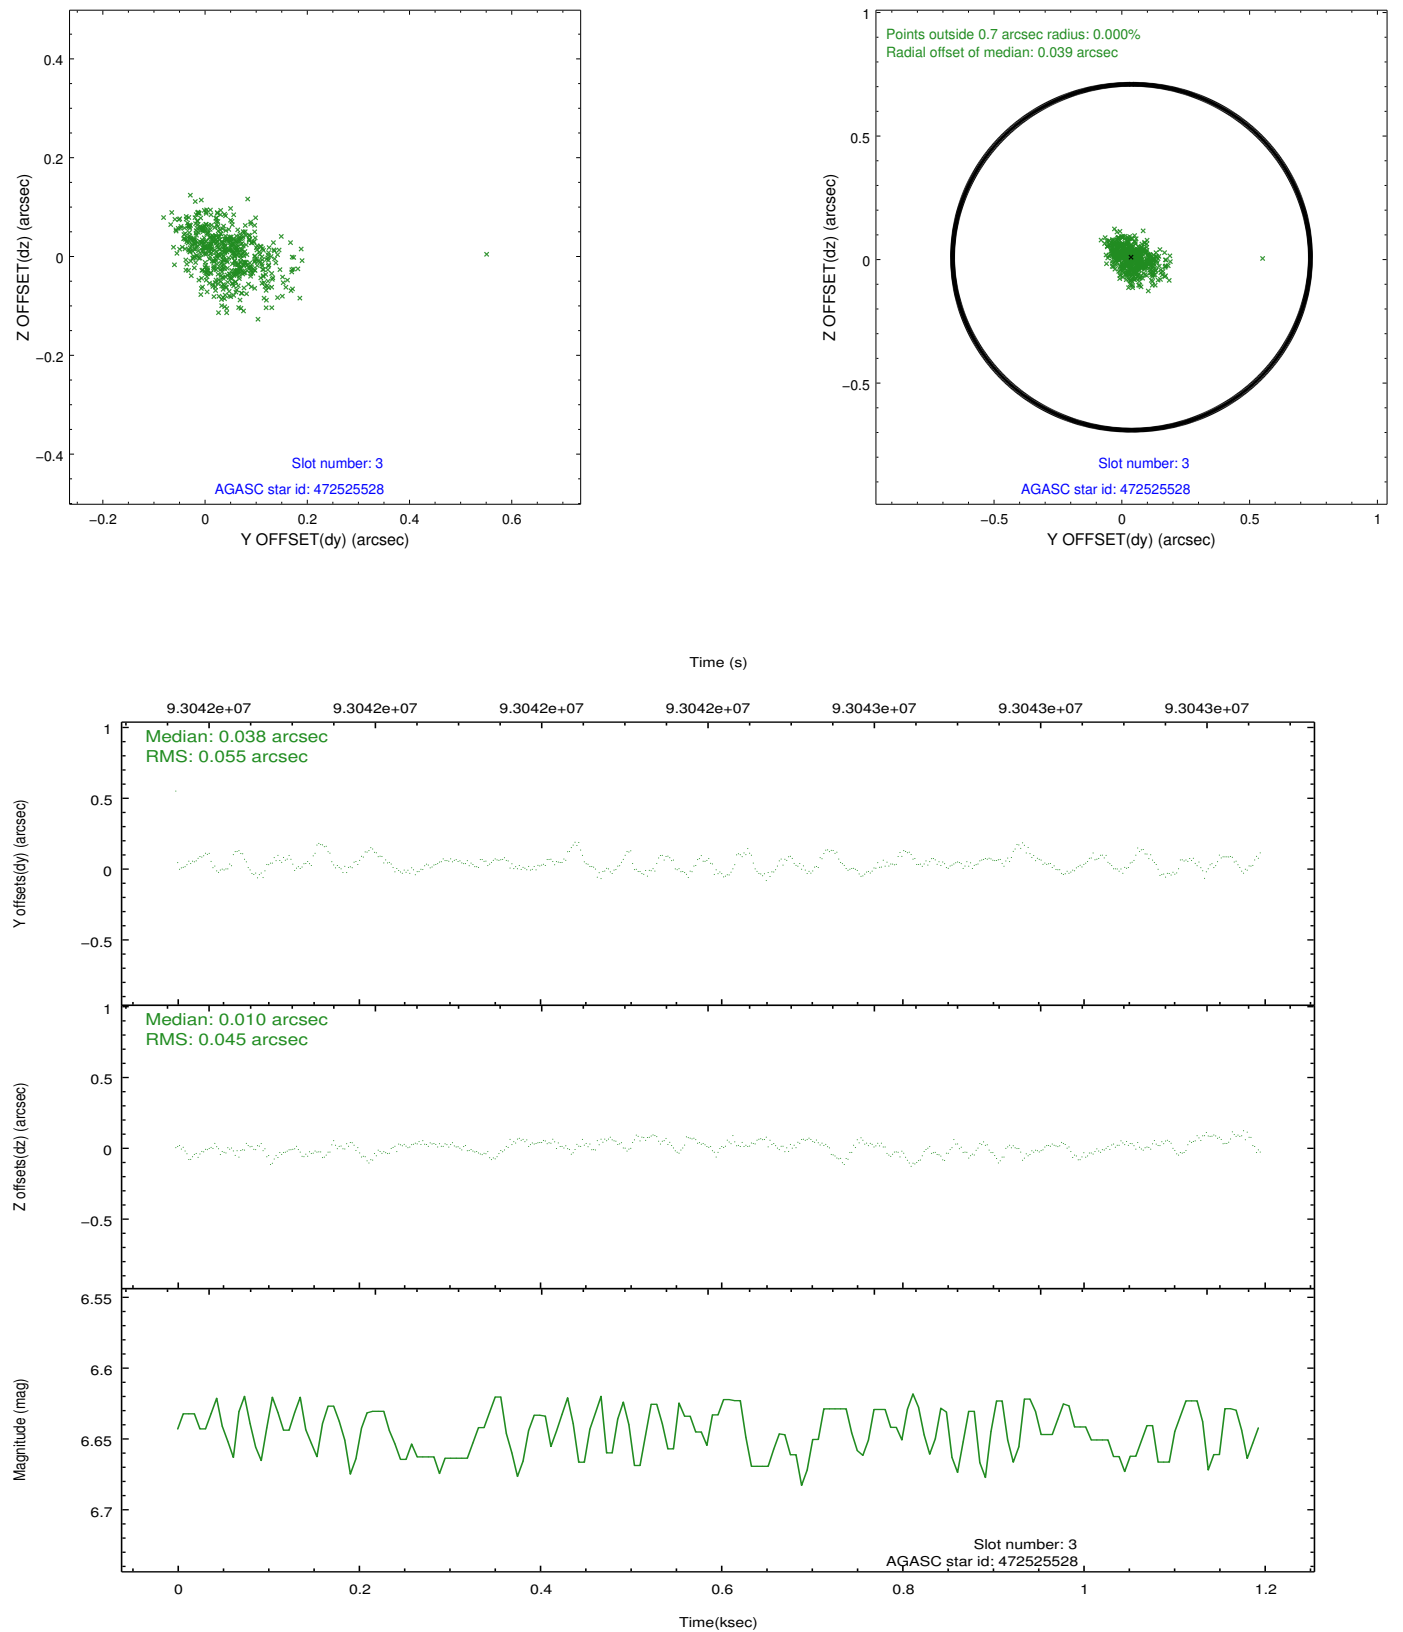 0.4
0.2
0
−0.2
−0.4
Z OFFSET(dz) (arcsec)
Slot number: 3
AGASC star id: 472525528
−0.2 0 0.2 0.4 0.6
Y OFFSET(dy) (arcsec)
1
0.5
0
−0.5
Z OFFSET(dz) (arcsec)
Points outside 0.7 arcsec radius: 0.000%
Radial offset of median: 0.039 arcsec
Slot number: 3
AGASC star id: 472525528
−0.5 0 0.5 1
Y OFFSET(dy) (arcsec)
Time (s)
9.3042e+07 9.3042e+07 9.3042e+07 9.3042e+07 9.3043e+07 9.3043e+07 9.3043e+07
1
0.5
0
−0.5
Y offsets(dy) (arcsec)
Median: 0.038 arcsec
RMS: 0.055 arcsec
1
0.5
0
−0.5
Z offsets(dz) (arcsec)
Median: 0.010 arcsec
RMS: 0.045 arcsec
6.55
6.6
6.65
6.7
Magnitude (mag)
Slot number: 3
AGASC star id: 472525528
0 0.2 0.4 0.6 0.8 1 1.2
Time(ksec)